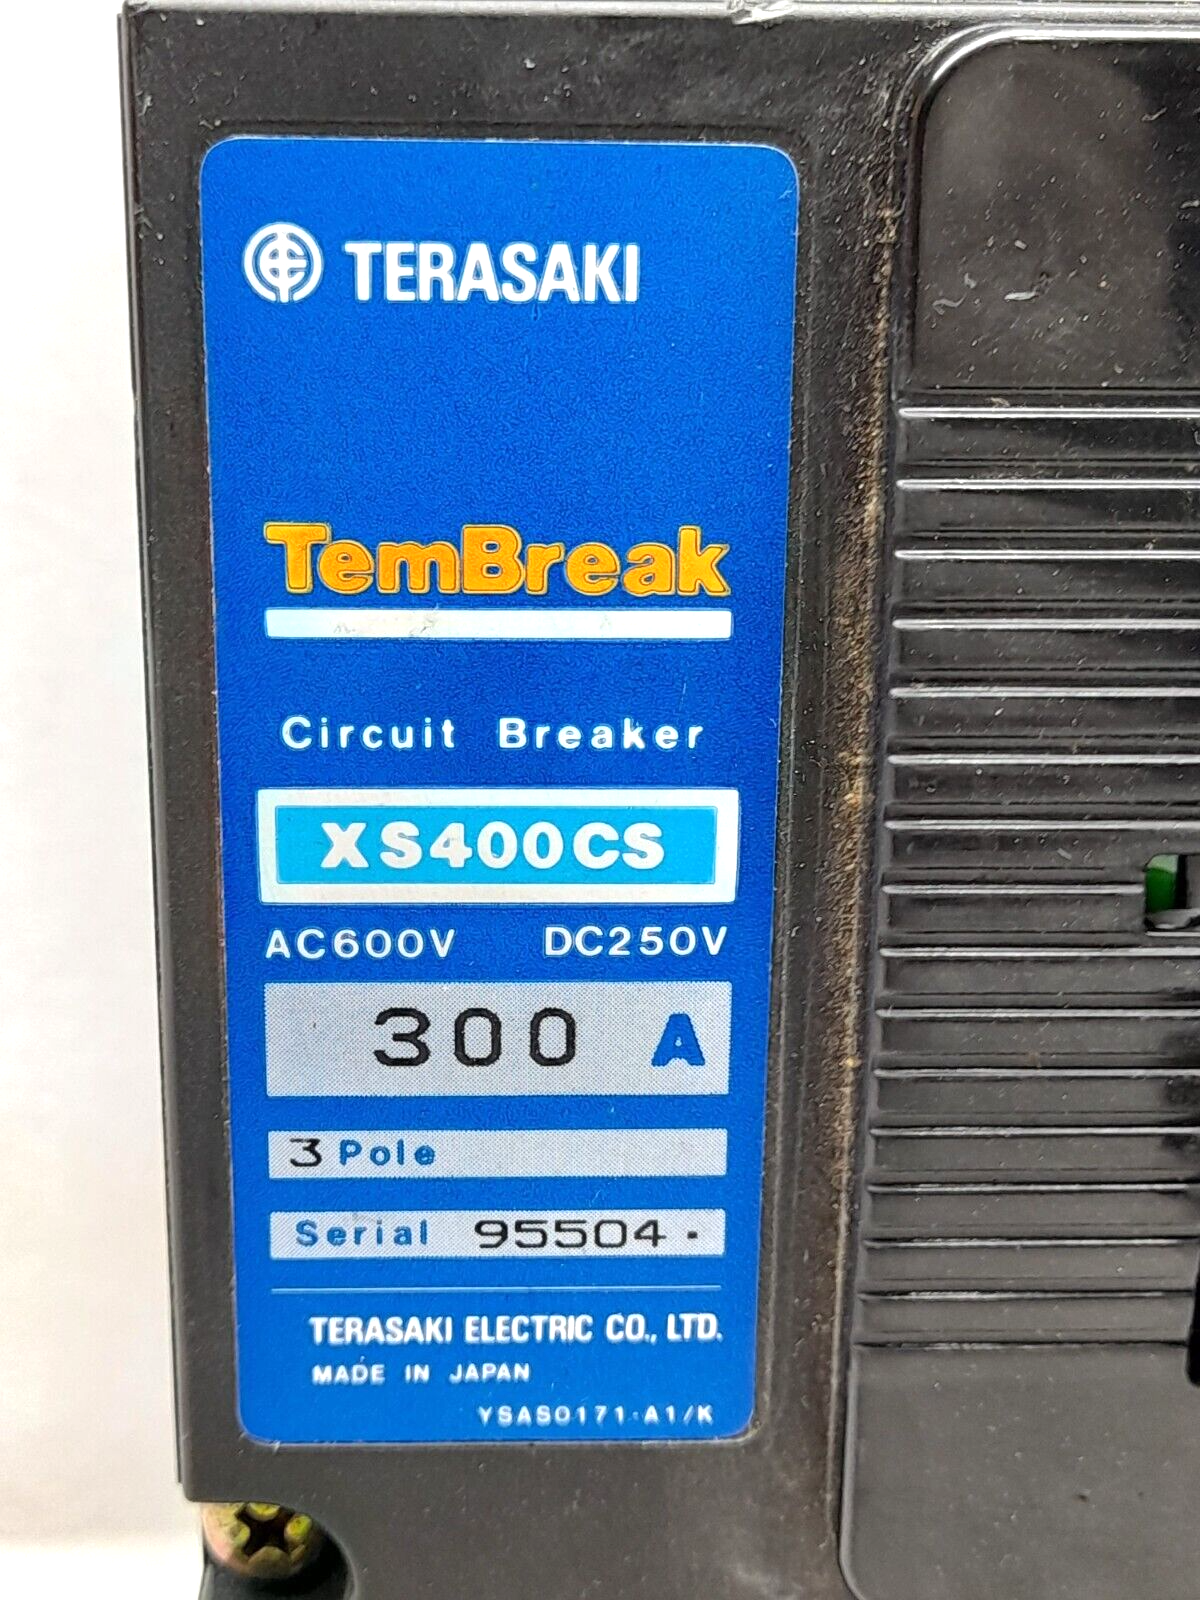 TERASAKI
TemBreak
Circuit Breaker
XS400CS
AC600V DC250V
300 A
3 Pole
Serial 95504.
TERASAKI ELECTRIC CO., LTD.
MADE IN JAPAN
YSAS0171-A1/K